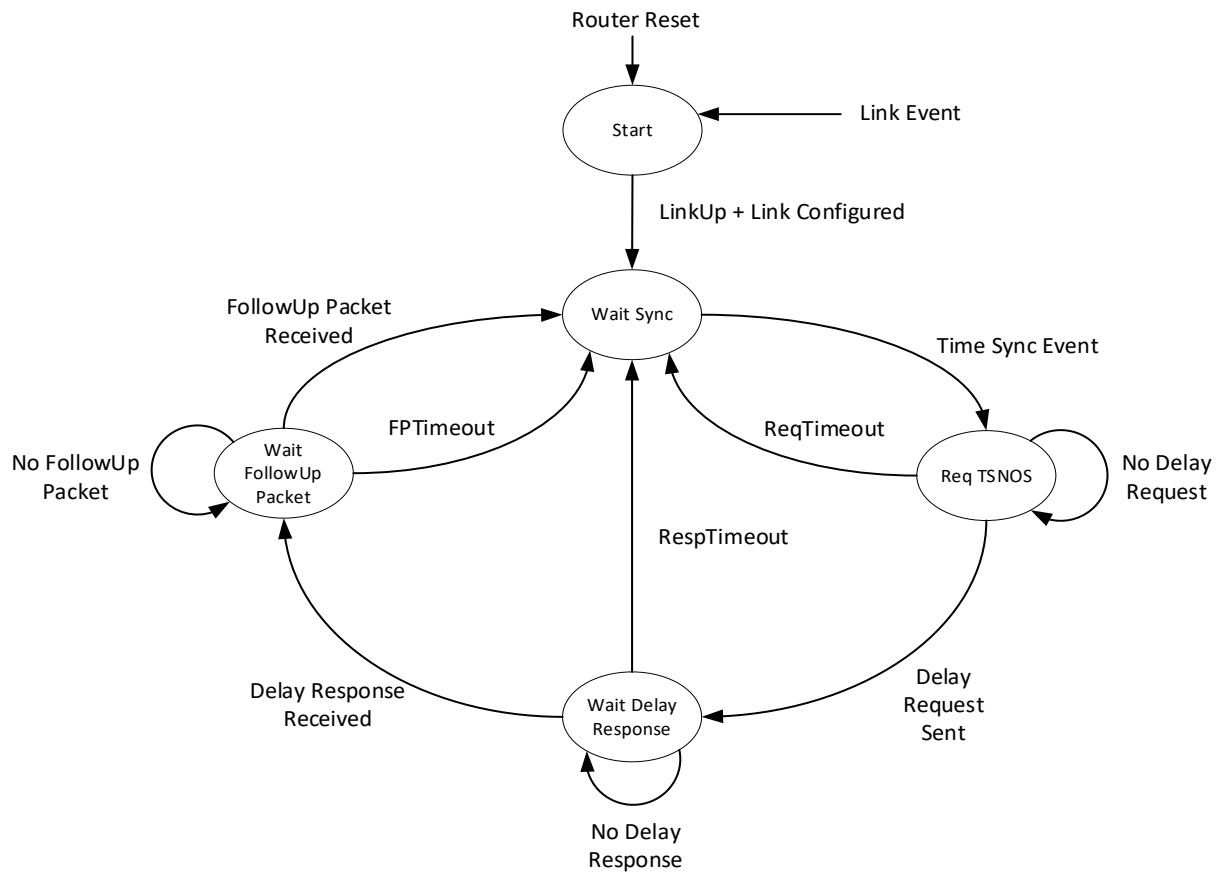 Router Reset
Start
Link Event
LinkUp + Link Configured
FollowUp Packet
Received
Wait Sync
Time Sync Event
FPTimeout
ReqTimeout
No FollowUp
Packet
Wait
FollowUp
Packet
Req TSNOS
No Delay
Request
RespTimeout
Delay Response
Received
Wait Delay
Response
Delay
Request
Sent
No Delay
Response